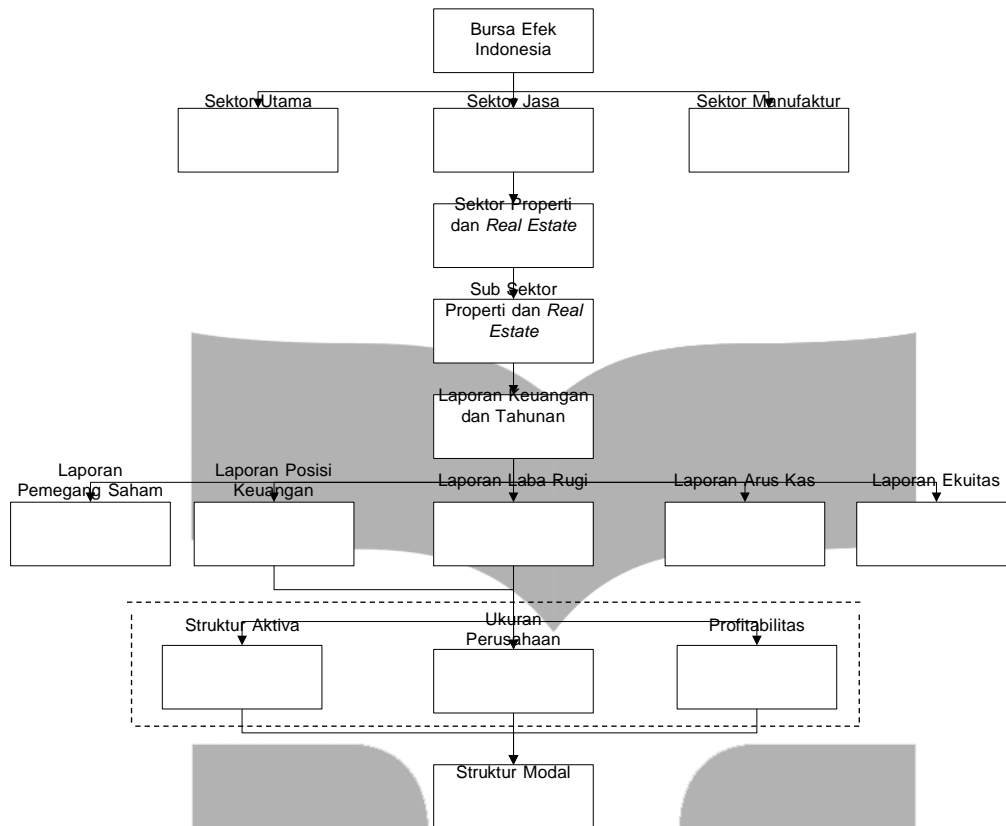 Bursa Efek
Indonesia
Sektor Utama
Sektor Jasa
Sektor Manufaktur
Sektor Properti
dan Real Estate
Sub Sektor
Properti dan Real
Estate
Laporan Keuangan
dan Tahunan
Laporan
Pemegang Saham
Laporan Posisi
Keuangan
Laporan Laba Rugi
Laporan Arus Kas
Laporan Ekuitas
Struktur Aktiva
Ukuran
Perusahaan
Profitabilitas
Struktur Modal